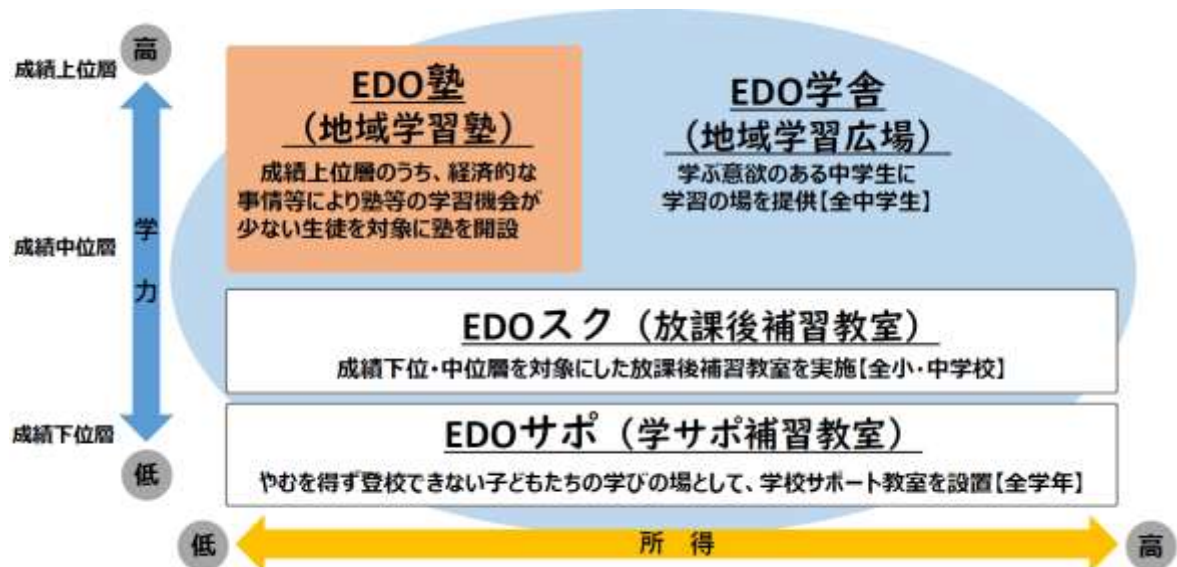 高
成績上位層
EDO塾
（地域学習塾）
成績上位層のうち、経済的な
事情等により塾等の学習機会が
少ない生徒を対象に塾を開設
EDO学舎
（地域学習広場）
学ぶ意欲のある中学生に
学習の場を提供【全中学生】
学力
成績中位層
EDOスク（放課後補習教室）
成績下位・中位層を対象にした放課後補習教室を実施【全小・中学校】
成績下位層
EDOサポ（学サポ補習教室）
やむを得ず登校できない子どもたちの学びの場として、学校サポート教室を設置【全学年】
低
低
所　得
高